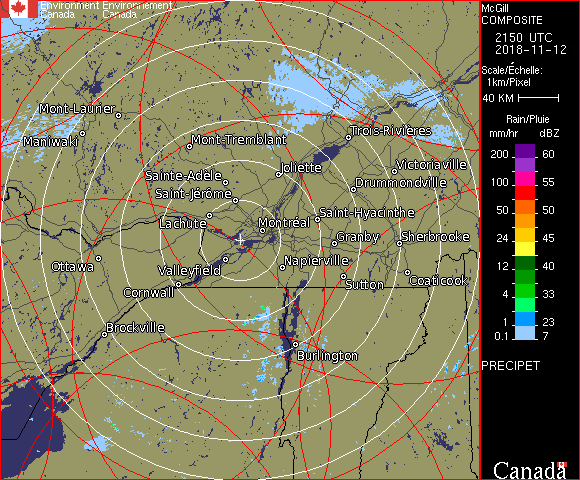 Environment Environnement
Canada Canada
McGill
COMPOSITE
2150 UTC
2018-11-12
Scale/Échelle:
1km/Pixel
40 KM
Rain/Pluie
mm/hr dBZ
200 60
100 55
50 50
24 45
12 40
4 33
1 23
0.1 7
PRECIPET
Canada
Mont-Laurier
Maniwaki
Mont-Tremblant
Trois-Rivières
Sainte-Adèle
Joliette
Victoriaville
Saint-Jérôme
Drummondville
Lachute
Montréal
Saint-Hyacinthe
Granby
Sherbrooke
Ottawa
Valleyfield
Napierville
Cornwall
Sutton
Coaticook
Brockville
Burlington